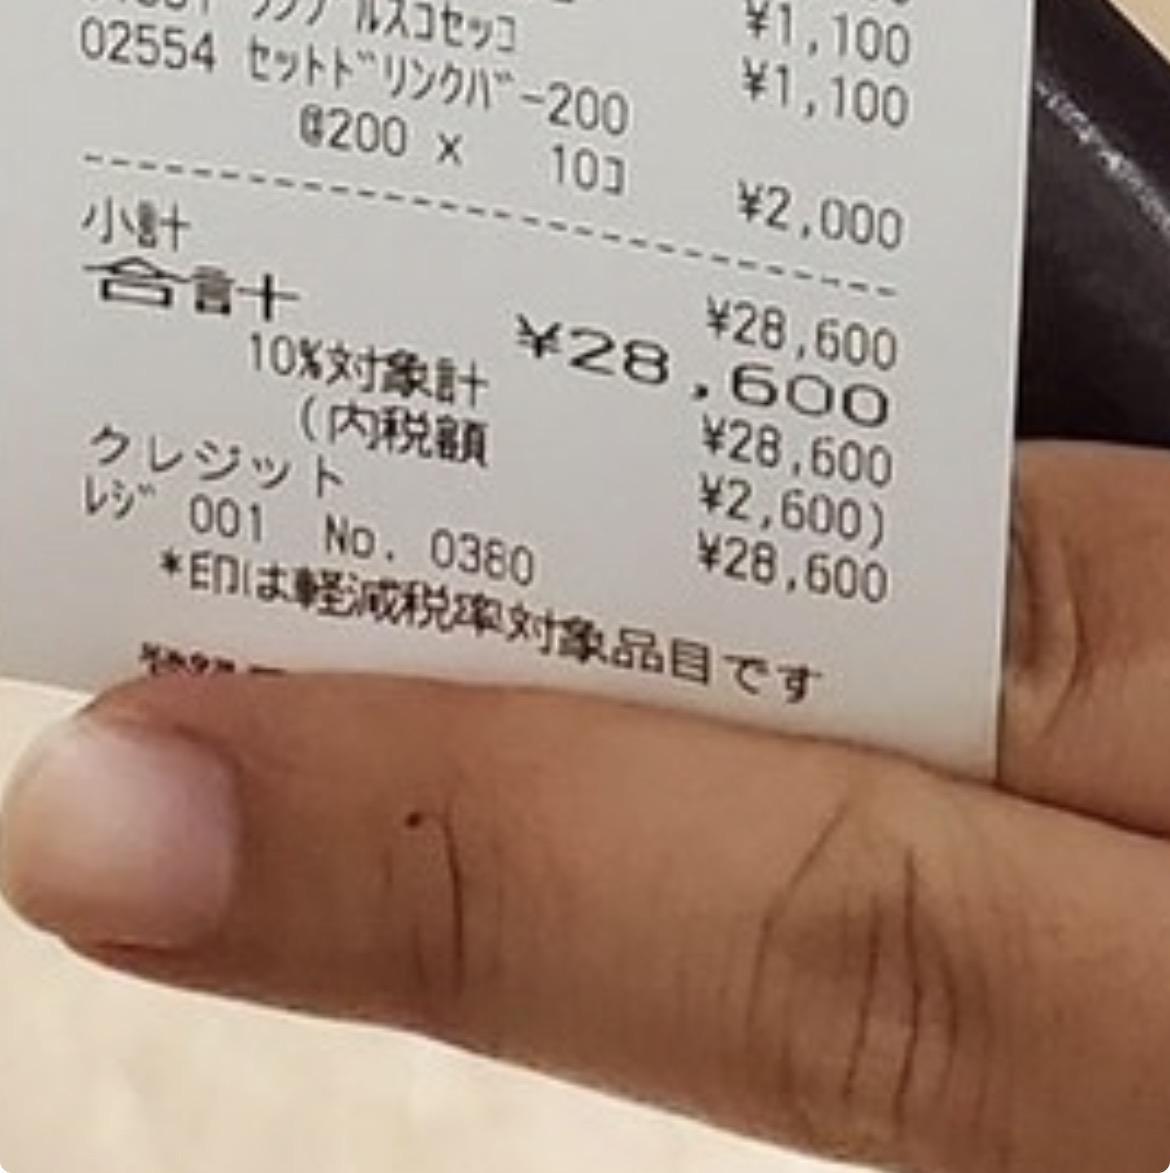 ランブルスコセッコ ¥1,100
¥1,100
02554 セットドリンクバー200
@200 x 10コ ¥2,000
小計 ¥28,600
合計 ¥28,600
10%対象計 ¥28,600
(内税額 ¥2,600)
クレジット ¥28,600
レジ 001 No. 0380
*印は軽減税率対象品目です